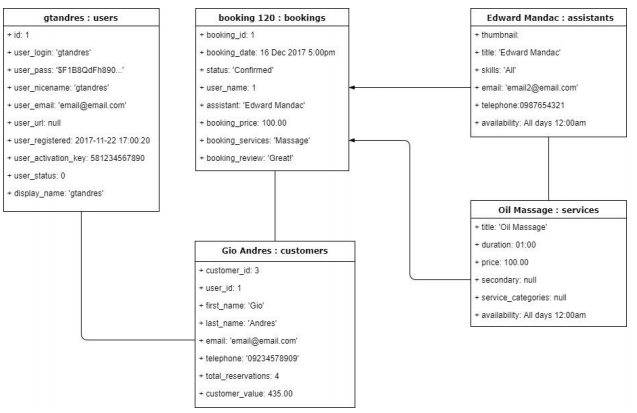 gtandres : users
+ id: 1
+ user_login: 'gtandres'
+ user_pass: '$F1B8QdFh890...'
+ user_nicename: 'gtandres'
+ user_email: 'email@email.com'
+ user_url: null
+ user_registered: 2017-11-22 17:00:20
+ user_activation_key: 581234567890
+ user_status: 0
+ display_name: 'gtandres'
booking 120 : bookings
+ booking_id: 1
+ booking_date: 16 Dec 2017 5:00pm
+ status: 'Confirmed'
+ user_name: 1
+ assistant: 'Edward Mandac'
+ booking_price: 100.00
+ booking_services: 'Massage'
+ booking_review: 'Great!'
Edward Mandac : assistants
+ thumbnail:
+ title: 'Edward Mandac'
+ skills: 'All'
+ email: 'email2@email.com'
+ telephone:0987654321
+ availability: All days 12:00am
Oil Massage : services
+ title: 'Oil Massage'
+ duration: 01:00
+ price: 100.00
+ secondary: null
+ service_categories: null
+ availability: All days 12:00am
Gio Andres : customers
+ customer_id: 3
+ user_id: 1
+ first_name: 'Gio'
+ last_name: 'Andres'
+ email: 'email@email.com'
+ telephone: '09234578909'
+ total_reservations: 4
+ customer_value: 435.00